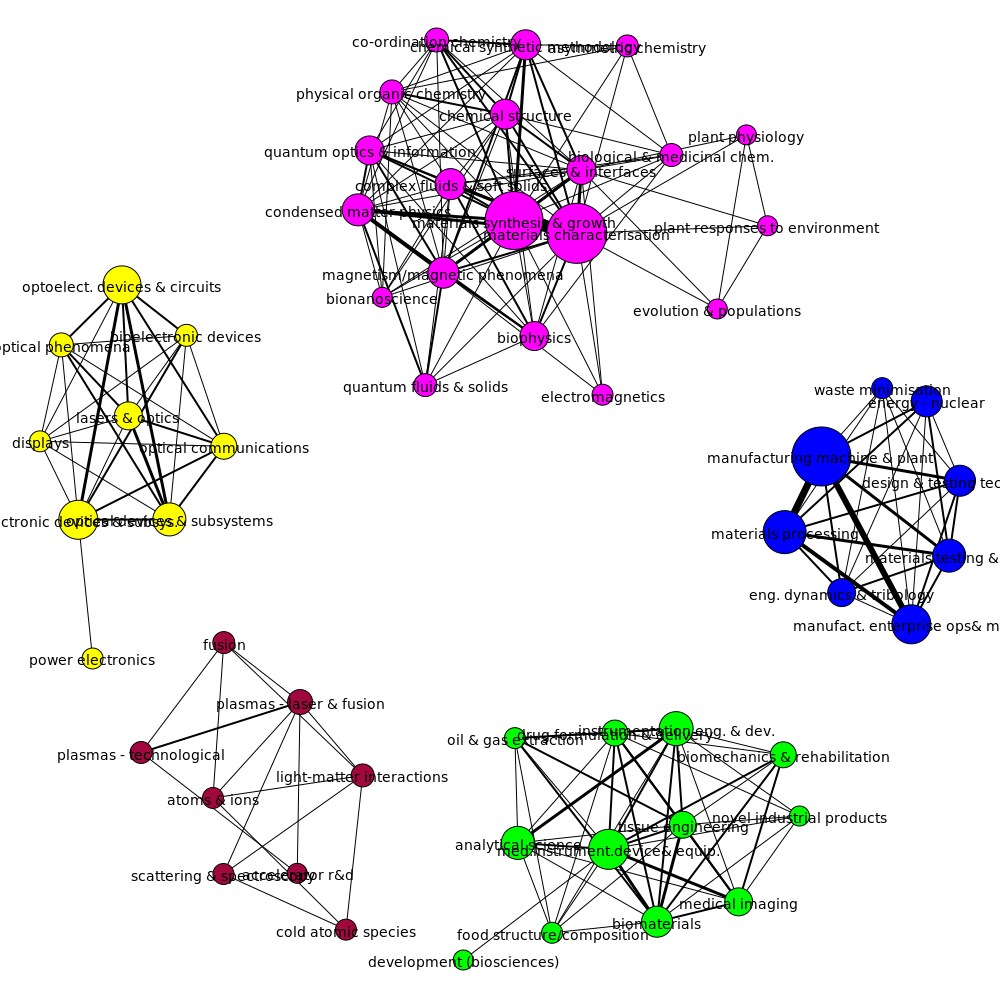 co-ordination chemistry
chemical synthetic methodology
asymmetric chemistry
physical organic chemistry
chemical structure
plant physiology
quantum optics & information
biological & medicinal chem.
surfaces & interfaces
complex fluids & soft solids
condensed matter physics
materials synthesis & growth
plant responses to environment
materials characterisation
magnetism/magnetic phenomena
optoelect. devices & circuits
bionanoscience
evolution & populations
bioelectronic devices
biophysics
optical phenomena
quantum fluids & solids
waste minimisation
electromagnetics
energy - nuclear
lasers & optics
displays
optical communications
manufacturing machine & plant
design & testing tec
ctronic devices & subsys.
optical devices & subsystems
materials processing
materials testing &
eng. dynamics & tribology
manufact. enterprise ops& m
fusion
power electronics
plasmas - laser & fusion
instrumentation eng. & dev.
drug formulation & delivery
oil & gas extraction
plasmas - technological
biomechanics & rehabilitation
light-matter interactions
atoms & ions
novel industrial products
tissue engineering
analytical science
med.instrument.device& equip.
scattering & spectroscopy
accelerator r&d
medical imaging
biomaterials
cold atomic species
food structure/composition
development (biosciences)